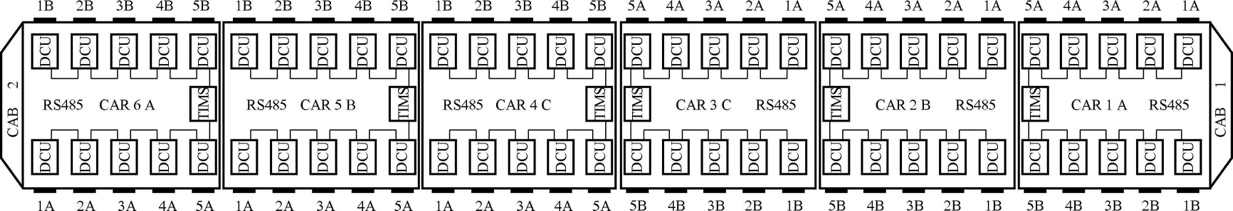 1B 2B 3B 4B 5B 1B 2B 3B 4B 5B 1B 2B 3B 4B 5B 5A 4A 3A 2A 1A 5A 4A 3A 2A 1A 5A 4A 3A 2A 1A
DCU DCU DCU DCU DCU DCU DCU DCU DCU DCU DCU DCU DCU DCU DCU DCU DCU DCU DCU DCU DCU DCU DCU DCU DCU DCU DCU DCU DCU DCU
CAB 2 RS485 CAR 6 A TIMS RS485 CAR 5 B TIMS RS485 CAR 4 C TIMS TIMS CAR 3 C RS485 TIMS CAR 2 B RS485 TIMS CAR 1 A RS485 CAB 1
DCU DCU DCU DCU DCU DCU DCU DCU DCU DCU DCU DCU DCU DCU DCU DCU DCU DCU DCU DCU DCU DCU DCU DCU DCU DCU DCU DCU DCU DCU
1A 2A 3A 4A 5A 1A 2A 3A 4A 5A 1A 2A 3A 4A 5A 5B 4B 3B 2B 1B 5B 4B 3B 2B 1B 5B 4B 3B 2B 1B